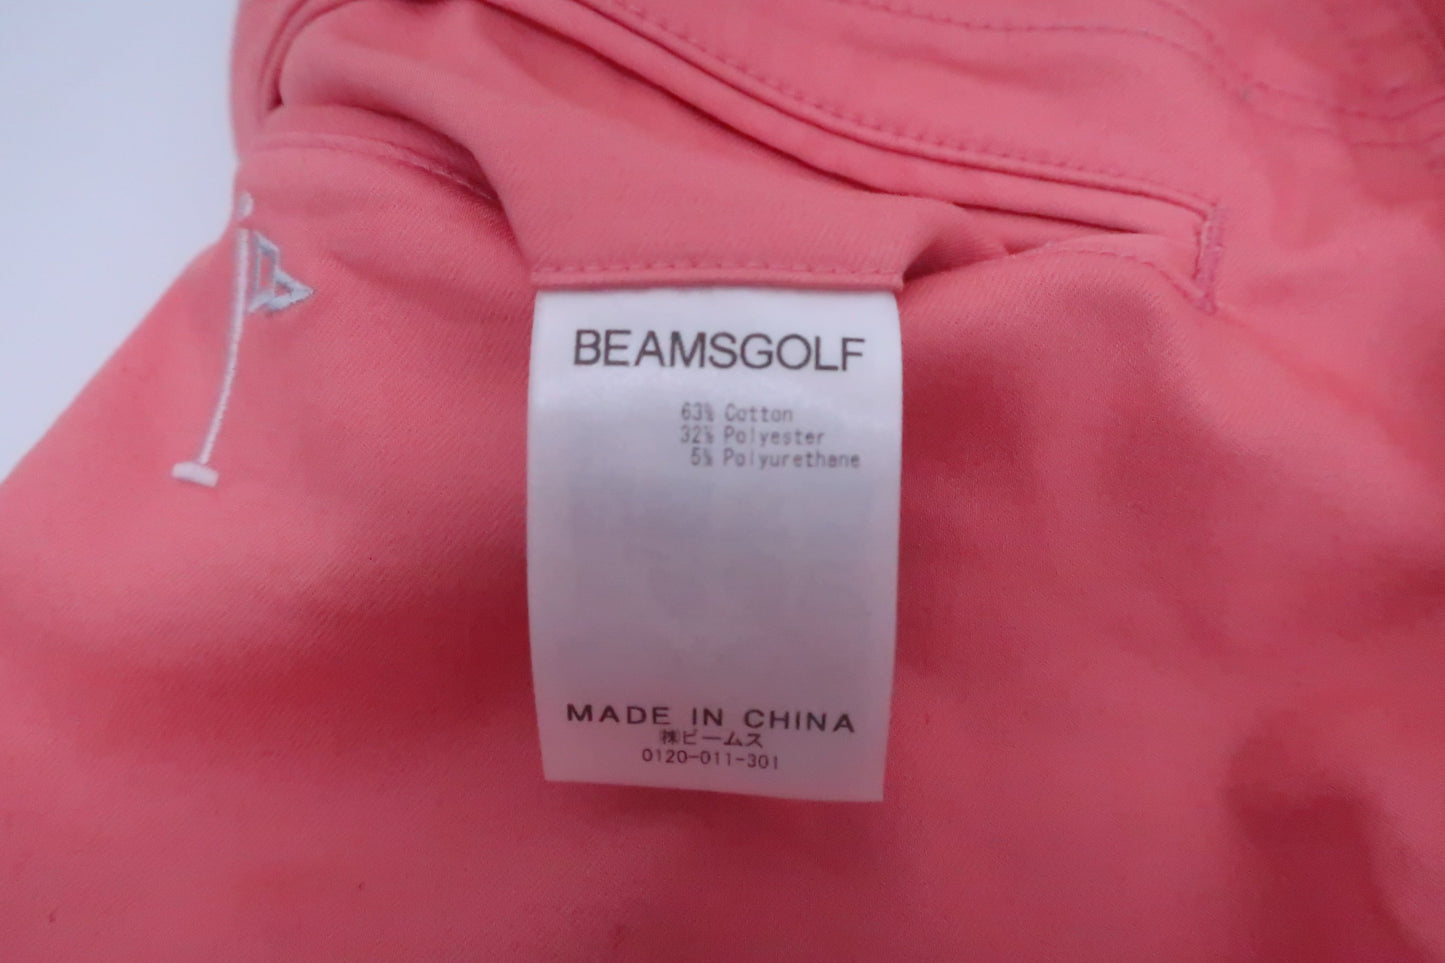 BEAMSGOLF
63% Cotton
32% Polyester
5% Polyurethane
MADE IN CHINA
㈱ビームス
0120-011-301